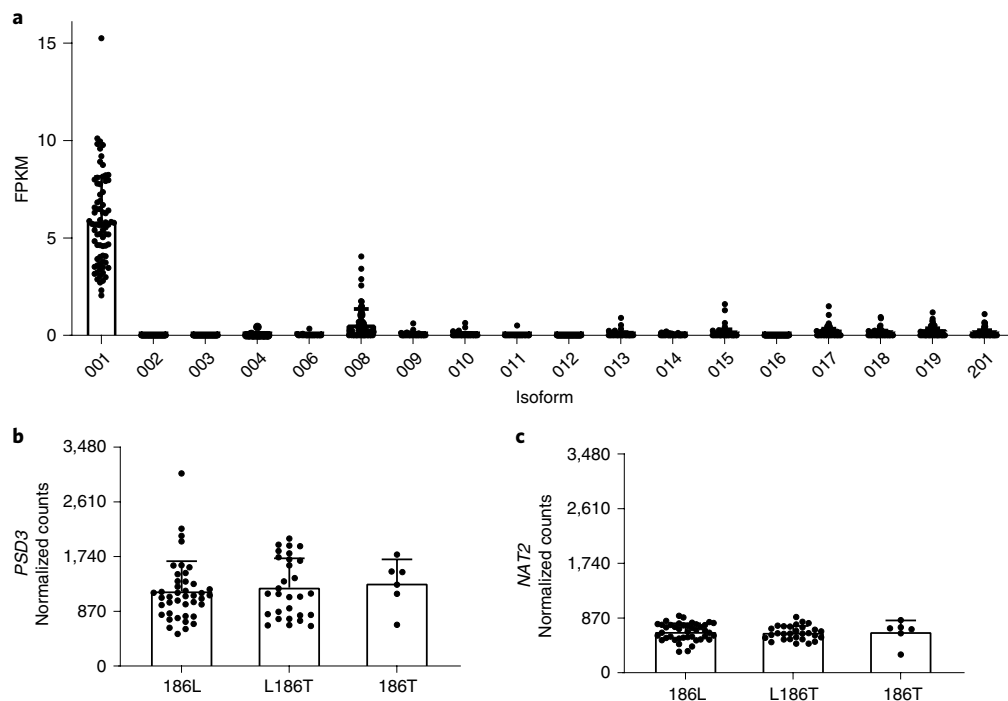 a
15
10
5
0
FPKM
001
002
003
004
006
008
009
010
011
012
013
014
015
016
017
018
019
201
Isoform
b
3,480
2,610
1,740
870
0
PSD3
Normalized counts
186L
L186T
186T
c
3,480
2,610
1,740
870
0
NAT2
Normalized counts
186L
L186T
186T